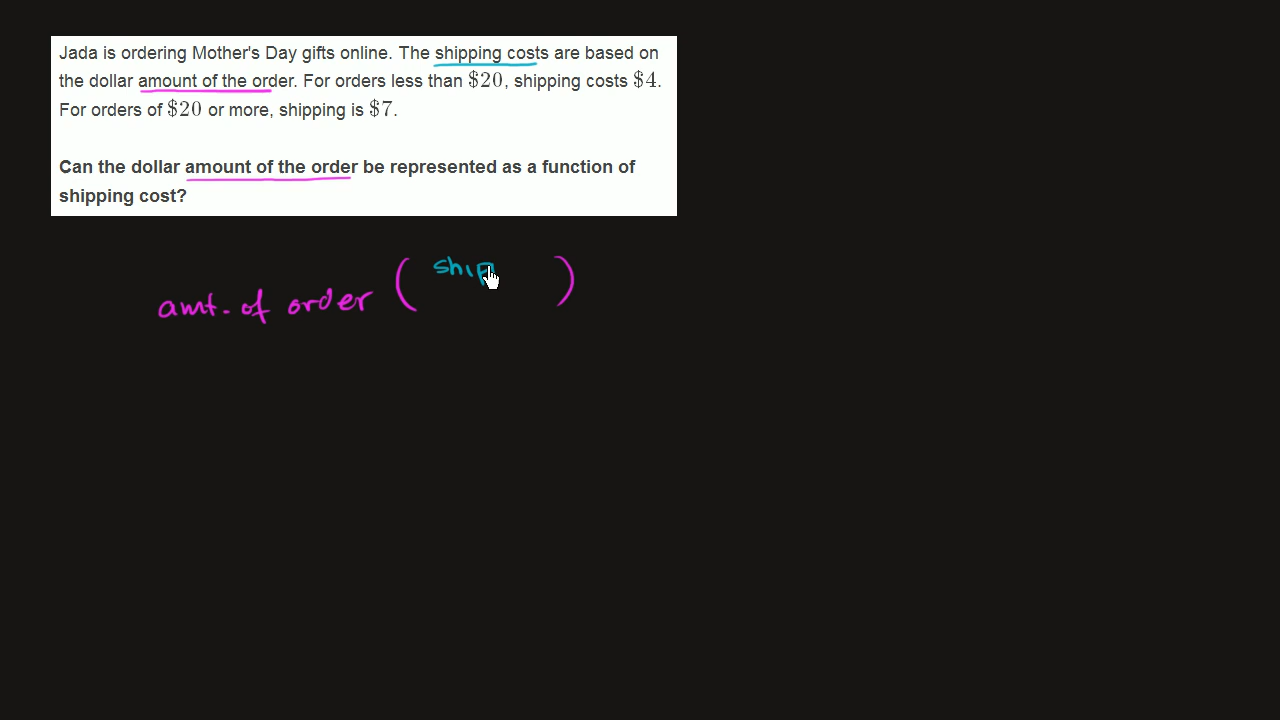 Jada is ordering Mother's Day gifts online. The shipping costs are based on
the dollar amount of the order. For orders less than $20, shipping costs $4.
For orders of $20 or more, shipping is $7.
Can the dollar amount of the order be represented as a function of
shipping cost?
amt. of order ( ship )